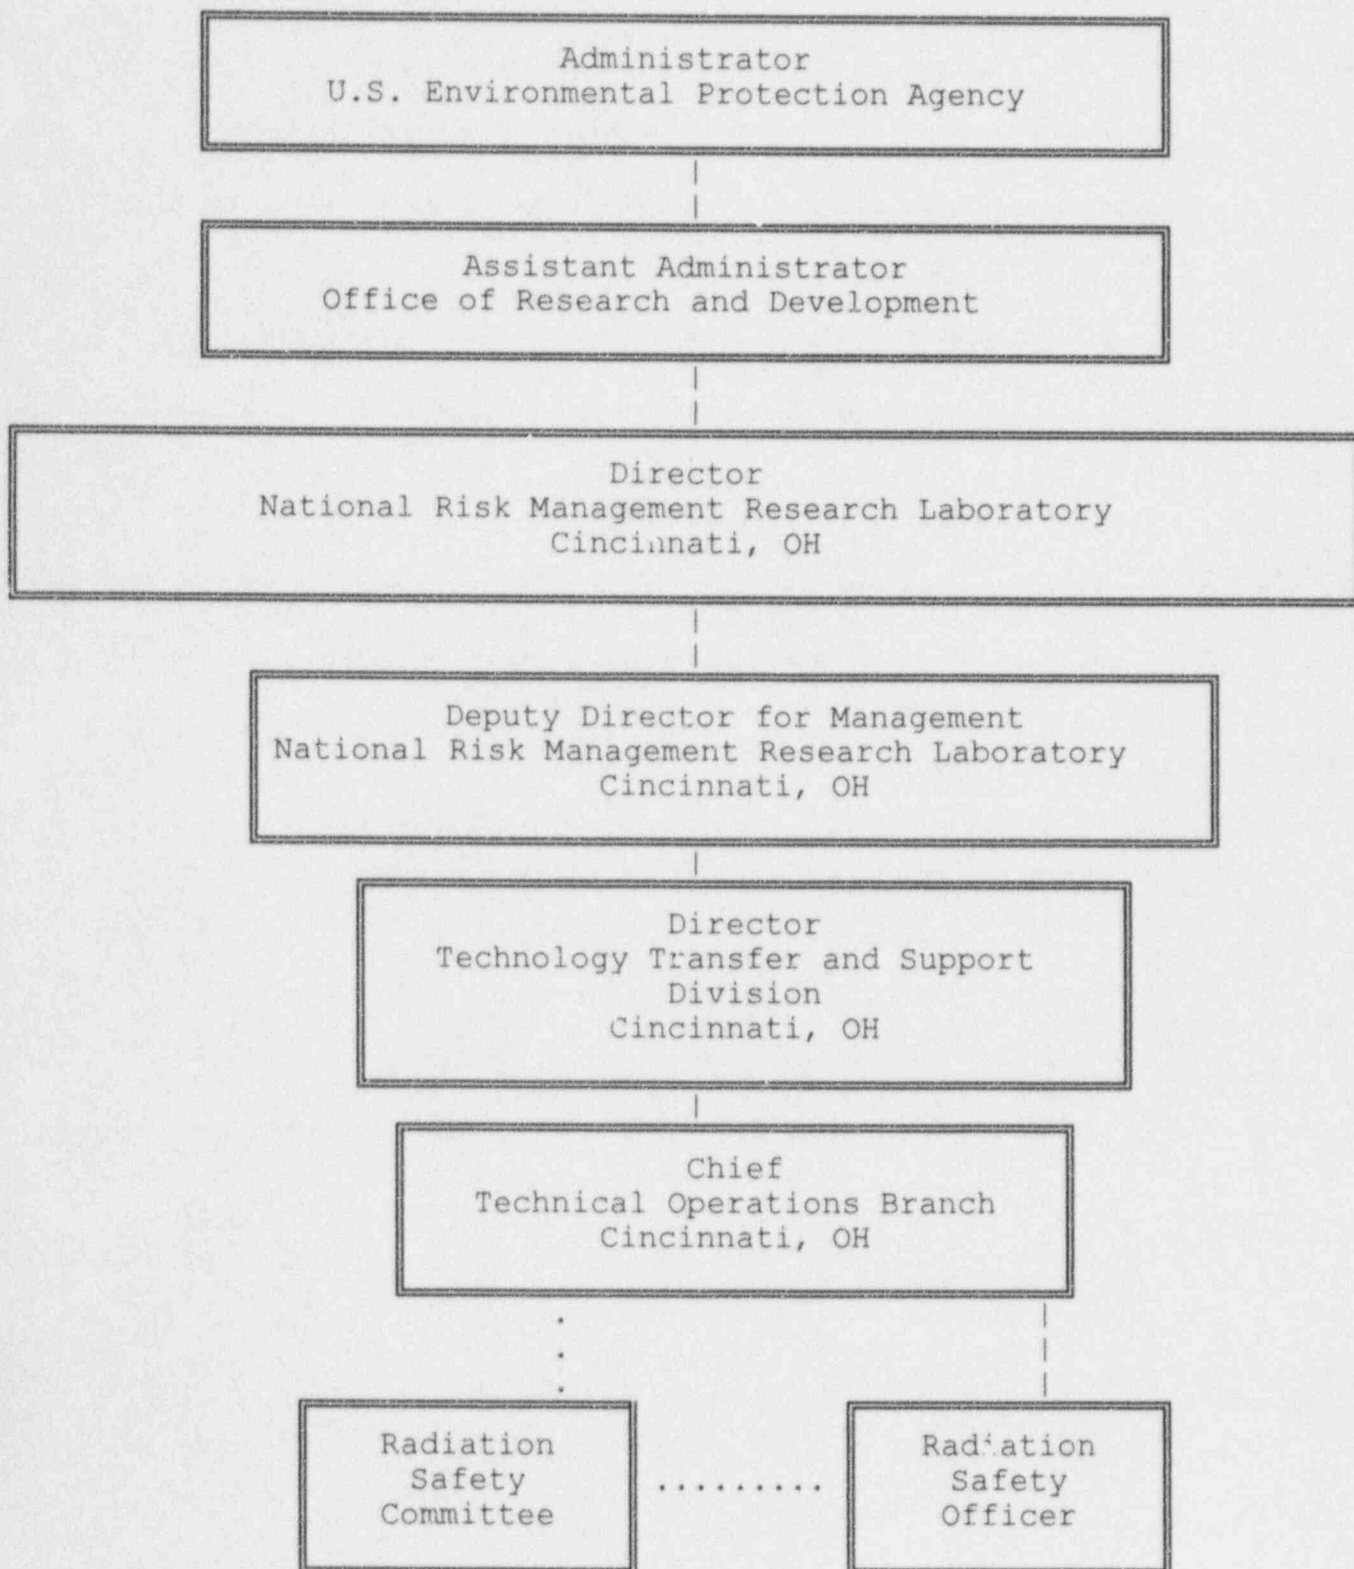 Administrator
U.S. Environmental Protection Agency
Assistant Administrator
Office of Research and Development
Director
National Risk Management Research Laboratory
Cincinnati, OH
Deputy Director for Management
National Risk Management Research Laboratory
Cincinnati, OH
Director
Technology Transfer and Support
Division
Cincinnati, OH
Chief
Technical Operations Branch
Cincinnati, OH
Radiation
Safety
Committee
Radiation
Safety
Officer